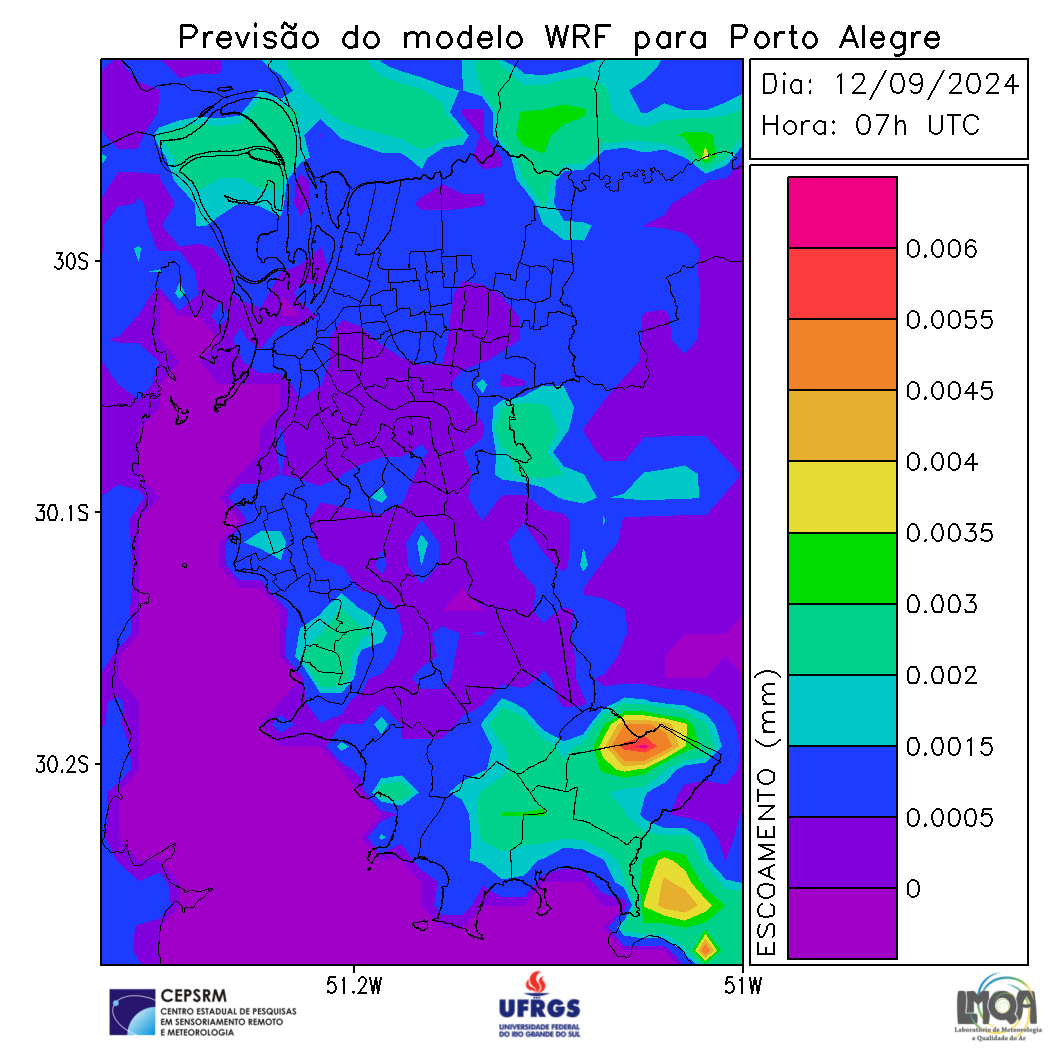 Previsão do modelo WRF para Porto Alegre
Dia: 12/09/2024
Hora: 07h UTC
30S
30.1S
30.2S
51.2W
51W
ESCOAMENTO (mm)
0.006
0.0055
0.0045
0.004
0.0035
0.003
0.002
0.0015
0.0005
0
CEPSRM
CENTRO ESTADUAL DE PESQUISAS
EM SENSORIAMENTO REMOTO
E METEOROLOGIA
UFRGS
UNIVERSIDADE FEDERAL
DO RIO GRANDE DO SUL
LMQA
Laboratório de Meteorologia
e Qualidade do Ar